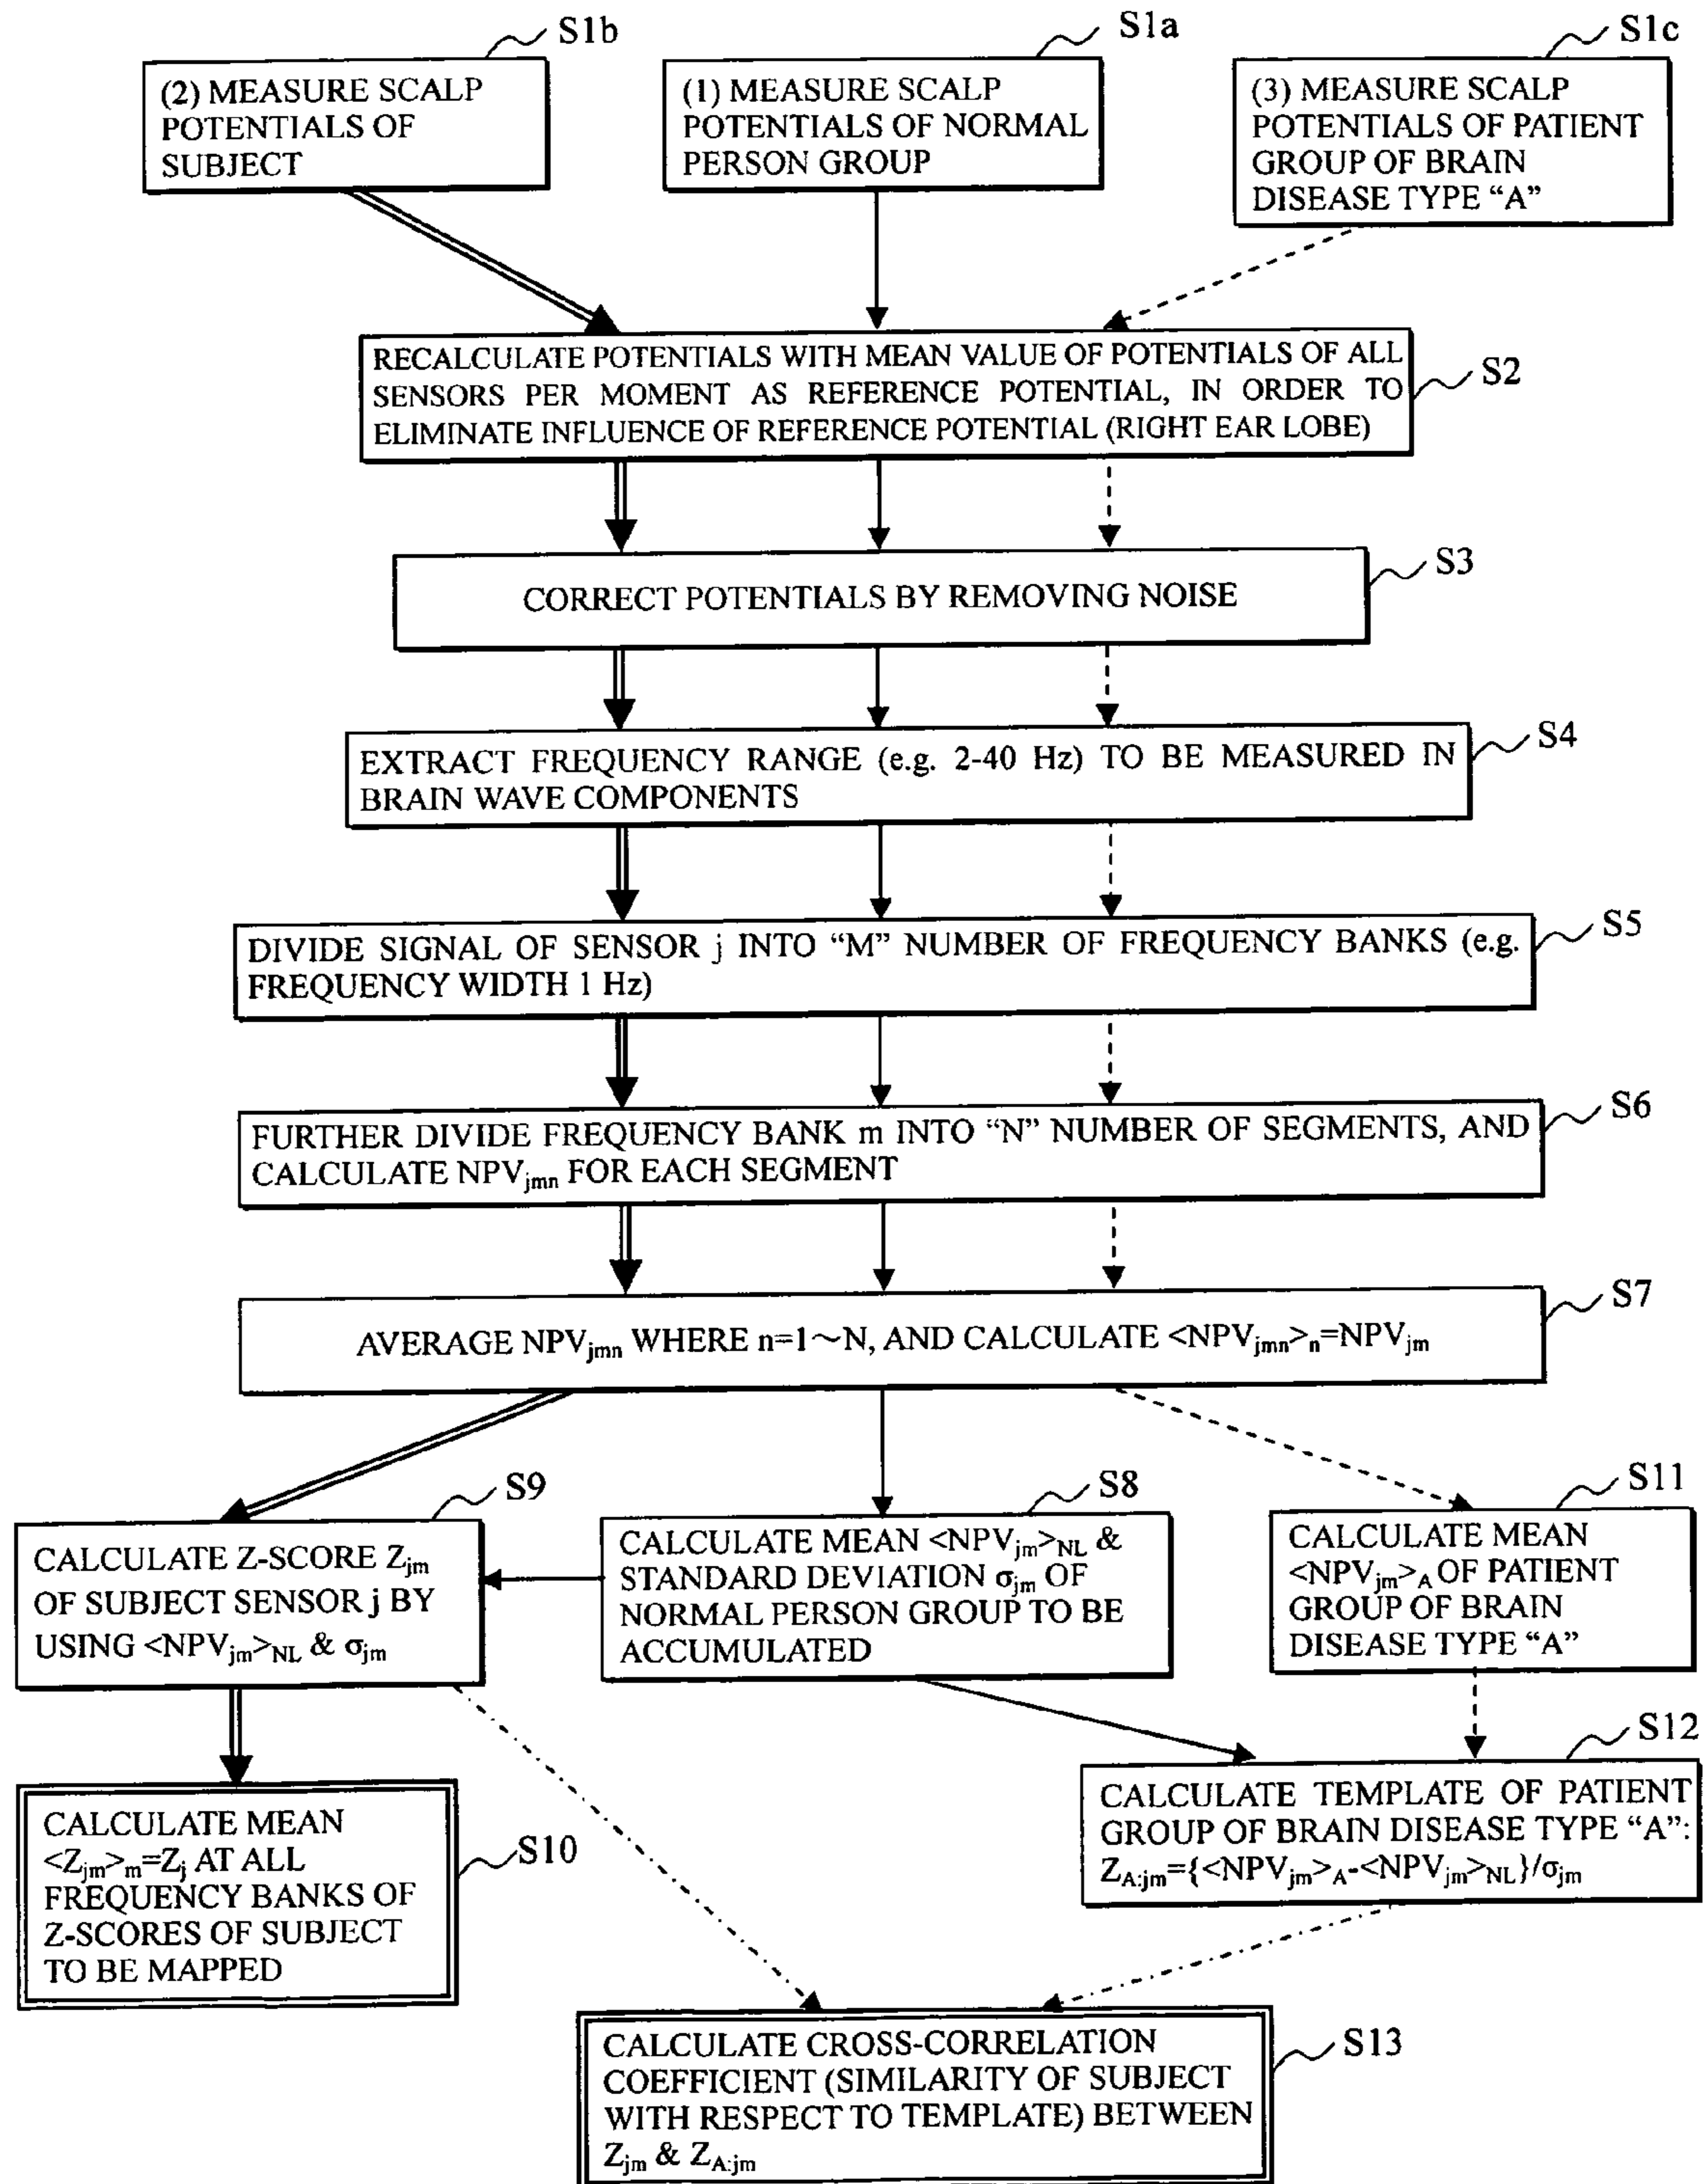 S1b
(2) MEASURE SCALP
POTENTIALS OF
SUBJECT
S1a
(1) MEASURE SCALP
POTENTIALS OF NORMAL
PERSON GROUP
S1c
(3) MEASURE SCALP
POTENTIALS OF PATIENT
GROUP OF BRAIN
DISEASE TYPE “A”
RECALCULATE POTENTIALS WITH MEAN VALUE OF POTENTIALS OF ALL
SENSORS PER MOMENT AS REFERENCE POTENTIAL, IN ORDER TO
ELIMINATE INFLUENCE OF REFERENCE POTENTIAL (RIGHT EAR LOBE)
S2
CORRECT POTENTIALS BY REMOVING NOISE
S3
EXTRACT FREQUENCY RANGE (e.g. 2-40 Hz) TO BE MEASURED IN
BRAIN WAVE COMPONENTS
S4
DIVIDE SIGNAL OF SENSOR j INTO “M” NUMBER OF FREQUENCY BANKS (e.g.
FREQUENCY WIDTH 1 Hz)
S5
FURTHER DIVIDE FREQUENCY BANK m INTO “N” NUMBER OF SEGMENTS, AND
CALCULATE NPVjmn FOR EACH SEGMENT
S6
AVERAGE NPVjmn WHERE n=1～N, AND CALCULATE <NPVjmn>n=NPVjm
S7
S9
CALCULATE Z-SCORE Zjm
OF SUBJECT SENSOR j BY
USING <NPVjm>NL & σjm
S8
CALCULATE MEAN <NPVjm>NL &
STANDARD DEVIATION σjm OF
NORMAL PERSON GROUP TO BE
ACCUMULATED
S11
CALCULATE MEAN
<NPVjm>A OF PATIENT
GROUP OF BRAIN
DISEASE TYPE “A”
CALCULATE MEAN
<Zjm>m=Zj AT ALL
FREQUENCY BANKS OF
Z-SCORES OF SUBJECT
TO BE MAPPED
S10
S12
CALCULATE TEMPLATE OF PATIENT
GROUP OF BRAIN DISEASE TYPE “A”:
ZA:jm={<NPVjm>A-<NPVjm>NL}/σjm
CALCULATE CROSS-CORRELATION
COEFFICIENT (SIMILARITY OF SUBJECT
WITH RESPECT TO TEMPLATE) BETWEEN
Zjm & ZA:jm
S13